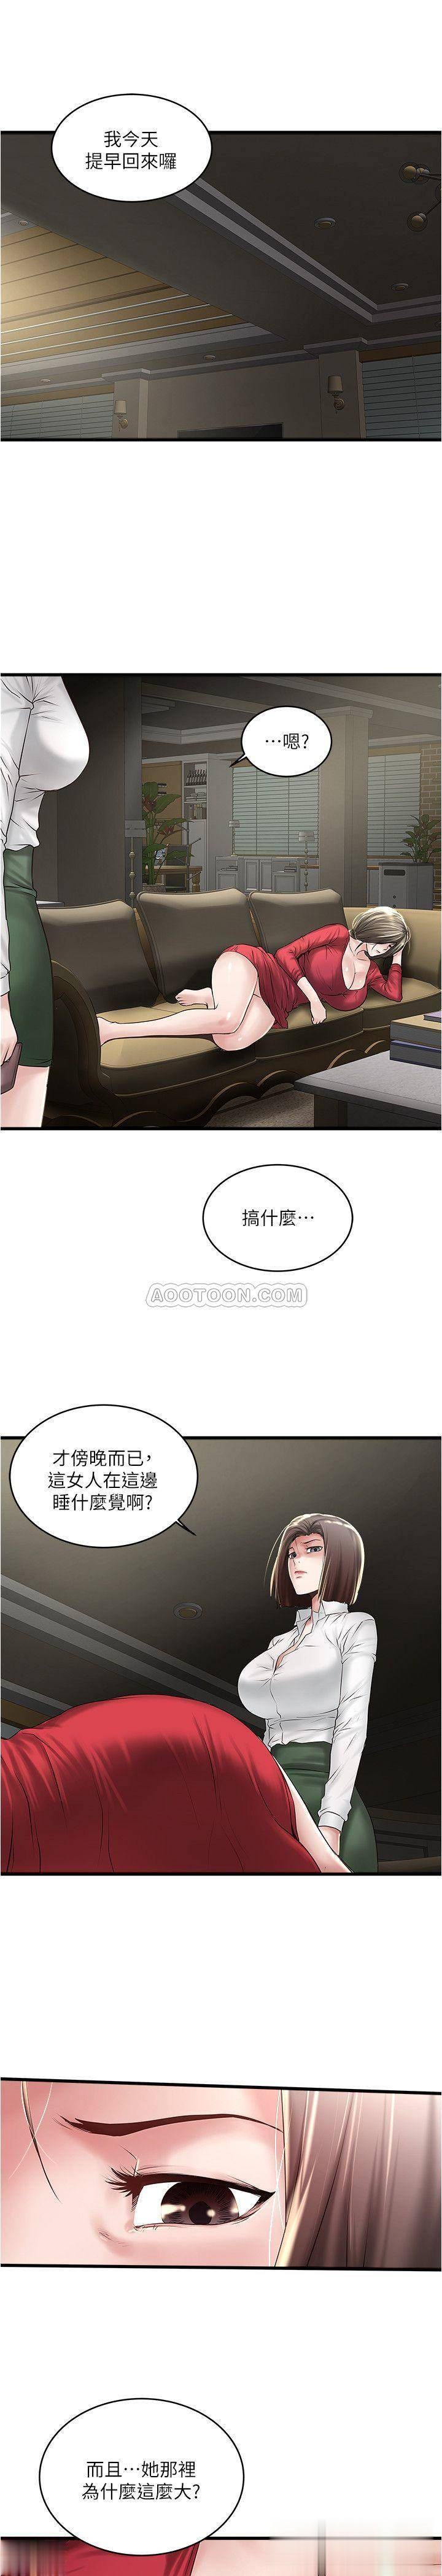 我今天
提早回來囉
…嗯?
搞什麼…
AOOTOON.COM
才傍晚而已，
這女人在這邊
睡什麼覺啊?
而且…她那裡
為什麼這麼大?